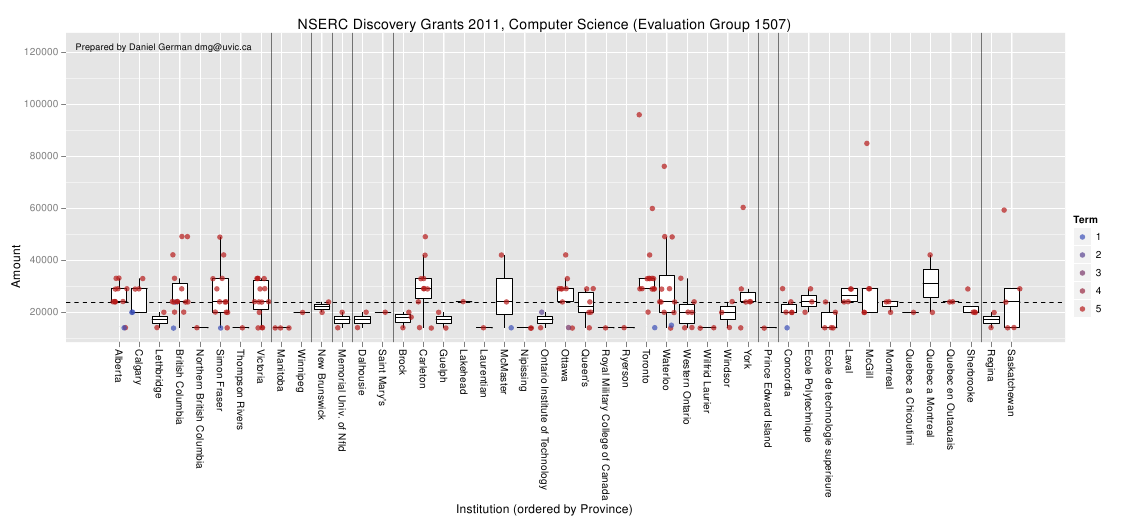 NSERC Discovery Grants 2011, Computer Science (Evaluation Group 1507)
Prepared by Daniel German dmg@uvic.ca
120000
100000
80000
60000
40000
20000
Amount
Term
1
2
3
4
5
Alberta
Calgary
Lethbridge
British Columbia
Northern British Columbia
Simon Fraser
Thompson Rivers
Victoria
Manitoba
Winnipeg
New Brunswick
Memorial Univ. of Nfld
Dalhousie
Saint Mary's
Brock
Carleton
Guelph
Lakehead
Laurentian
McMaster
Nipissing
Ontario Institute of Technology
Ottawa
Queen's
Royal Military College of Canada
Ryerson
Toronto
Waterloo
Western Ontario
Wilfrid Laurier
Windsor
York
Prince Edward Island
Concordia
Ecole Polytechnique
Ecole de technologie superieure
Laval
McGill
Montreal
Quebec a Chicoutimi
Quebec a Montreal
Quebec en Outaouais
Sherbrooke
Regina
Saskatchewan
Institution (ordered by Province)